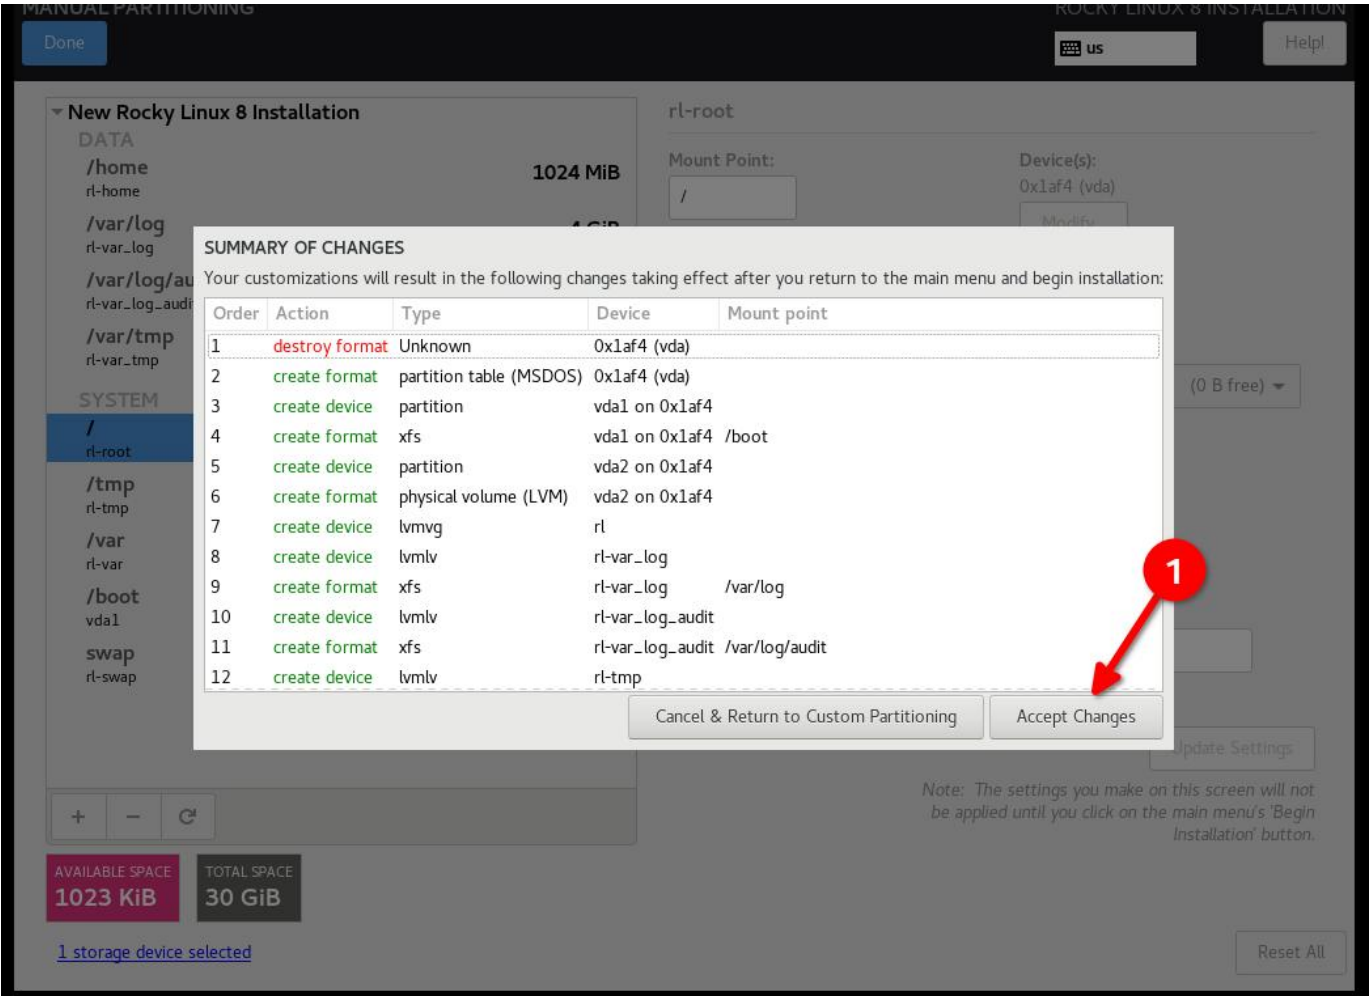 MANUAL PARTITIONING
ROCKY LINUX 8 INSTALLATION
Done
us
Help!
New Rocky Linux 8 Installation
DATA
/home
1024 MiB
rl-home
/var/log
4 GiB
rl-var_log
/var/log/au
rl-var_log_audi
/var/tmp
rl-var_tmp
SYSTEM
/
rl-root
/tmp
rl-tmp
/var
rl-var
/boot
vda1
swap
rl-swap
rl-root
Mount Point:
/
Device(s):
0x1af4 (vda)
Modify...
(0 B free)
SUMMARY OF CHANGES
Your customizations will result in the following changes taking effect after you return to the main menu and begin installation:
Order Action Type Device Mount point
1 destroy format Unknown 0x1af4 (vda)
2 create format partition table (MSDOS) 0x1af4 (vda)
3 create device partition vda1 on 0x1af4
4 create format xfs vda1 on 0x1af4 /boot
5 create device partition vda2 on 0x1af4
6 create format physical volume (LVM) vda2 on 0x1af4
7 create device lvmvg rl
8 create device lvmlv rl-var_log
9 create format xfs rl-var_log /var/log
10 create device lvmlv rl-var_log_audit
11 create format xfs rl-var_log_audit /var/log/audit
12 create device lvmlv rl-tmp
1
Cancel & Return to Custom Partitioning
Accept Changes
Update Settings
Note: The settings you make on this screen will not
be applied until you click on the main menu's 'Begin
Installation' button.
+ −
AVAILABLE SPACE
1023 KiB
TOTAL SPACE
30 GiB
1 storage device selected
Reset All